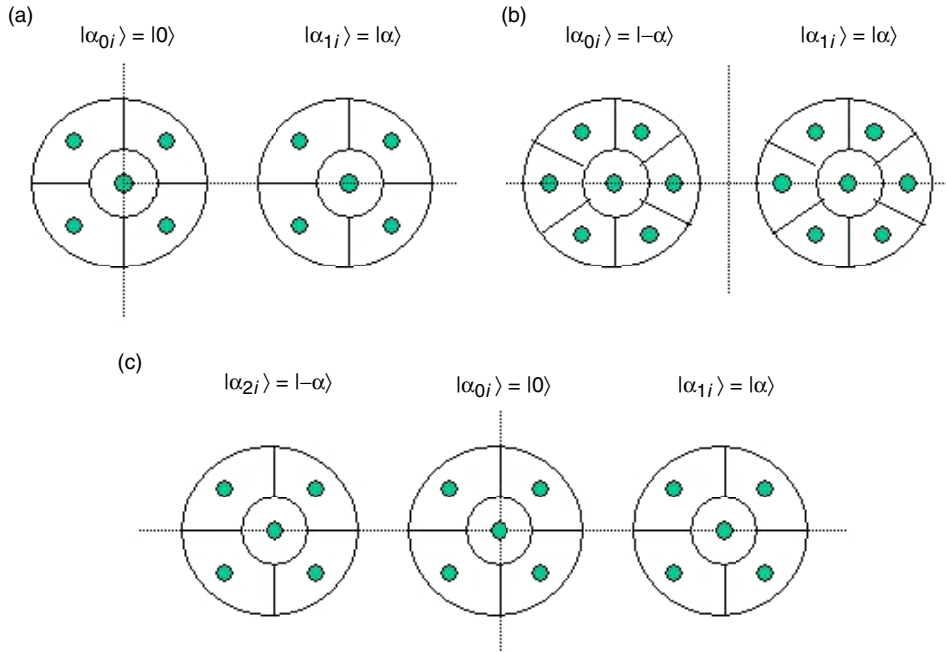 (a)
(b)
|α0i⟩ = |0⟩
|α1i⟩ = |α⟩
|α0i⟩ = |−α⟩
|α1i⟩ = |α⟩
(c)
|α2i⟩ = |−α⟩
|α0i⟩ = |0⟩
|α1i⟩ = |α⟩